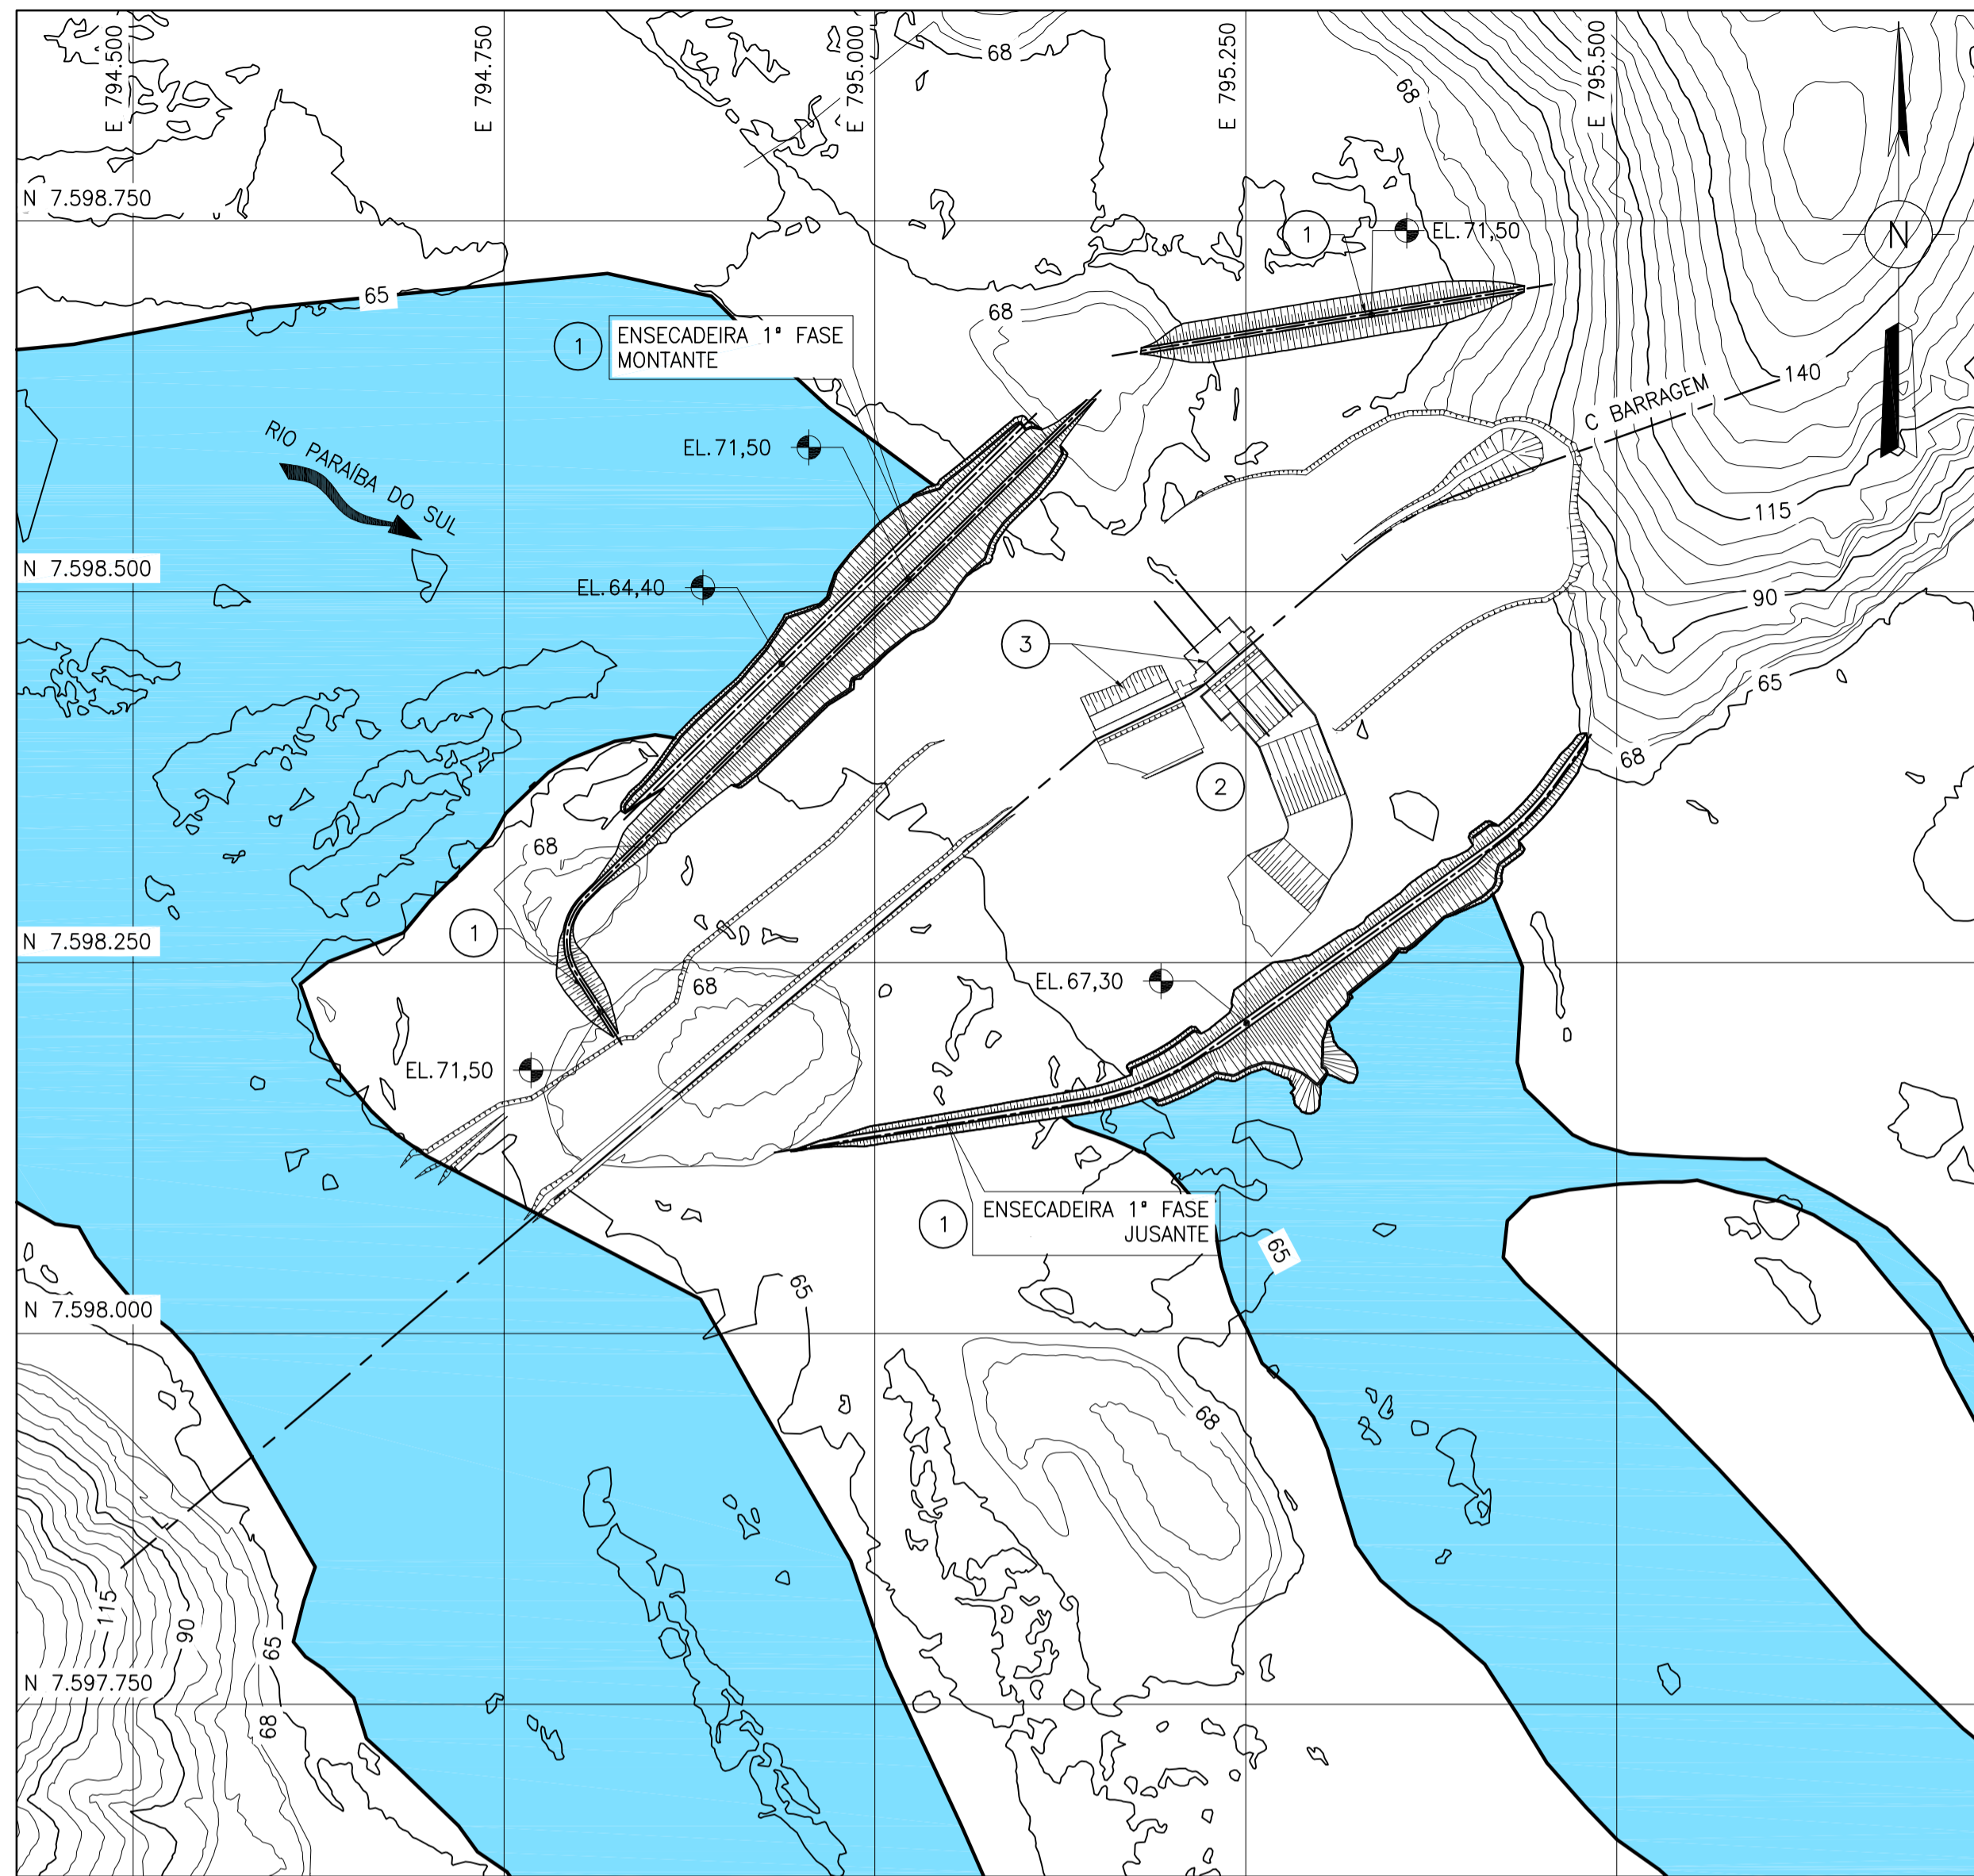 E 794.500
E 794.750
E 795.000
E 795.250
E 795.500
68
68
N 7.598.750
1
EL.71,50
N
65
1
ENSECADEIRA 1ª FASE
MONTANTE
68
140
C BARRAGEM
RIO PARAÍBA DO SUL
EL.71,50
115
N 7.598.500
EL.64,40
90
3
65
68
2
68
1
N 7.598.250
68
EL.67,30
EL.71,50
1
ENSECADEIRA 1ª FASE
JUSANTE
65
65
N 7.598.000
68
115
90
65
N 7.597.750
68